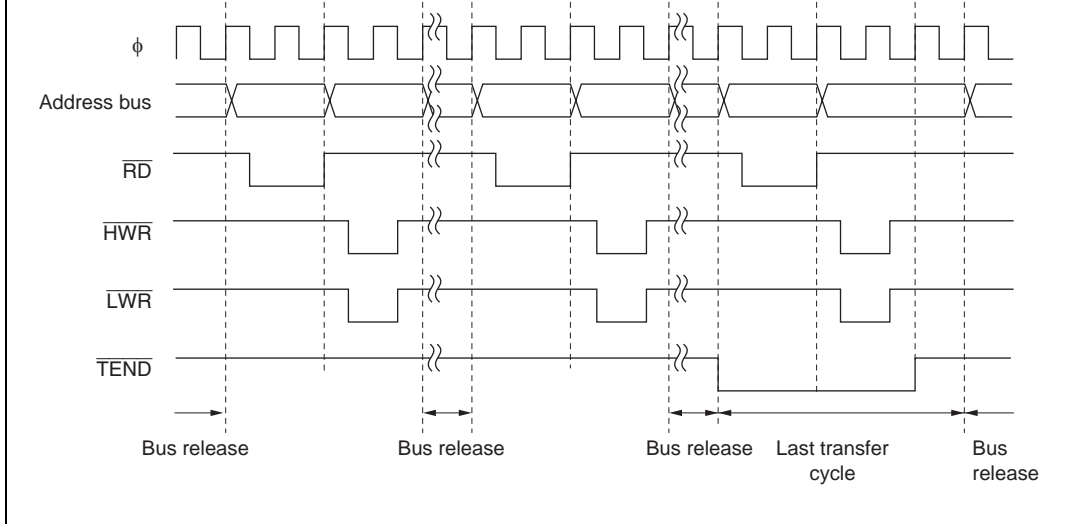 ϕ
Address bus
RD
HWR
LWR
TEND
Bus release
Bus release
Bus release
Last transfer
cycle
Bus
release